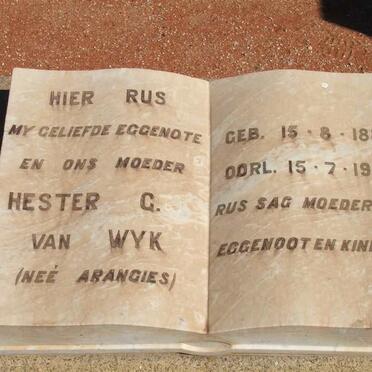 HIER RUS
MY GELIEFDE EGGENOTE
EN ONS MOEDER
HESTER C.
VAN WYK
(NEÉ ARANGIES)
GEB. 15·8·18
OORL. 15·7·19
RUS SAG MOEDER
EGGENOOT EN KIN